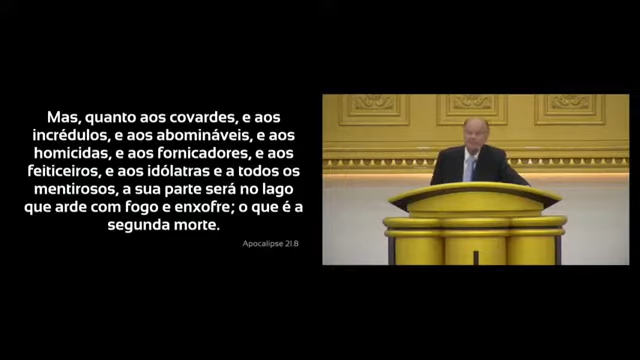 Mas, quanto aos covardes, e aos
incrédulos, e aos abomináveis, e aos
homicidas, e aos fornicadores, e aos
feiticeiros, e aos idólatras e a todos os
mentirosos, a sua parte será no lago
que arde com fogo e enxofre; o que é a
segunda morte.
Apocalipse 21.8